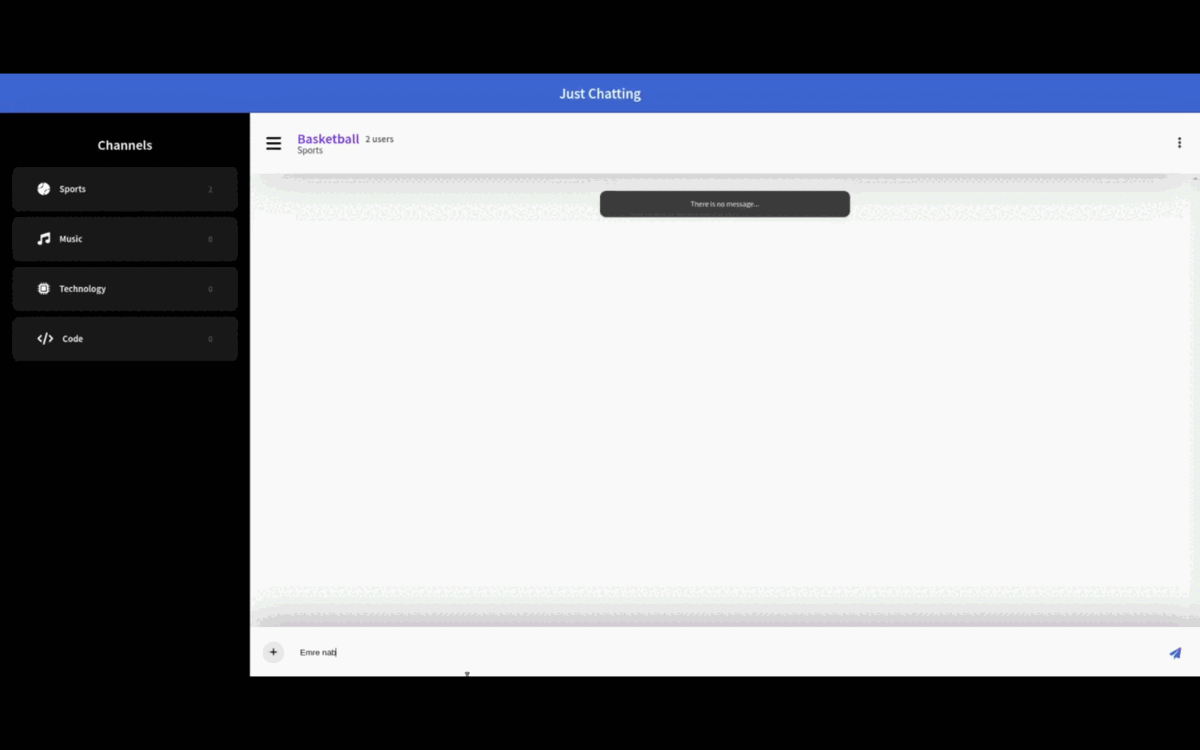 Just Chatting
Channels
Sports 2
Music 0
Technology 0
Code 0
Basketball 2 users
Sports
There is no message...
Emre nab